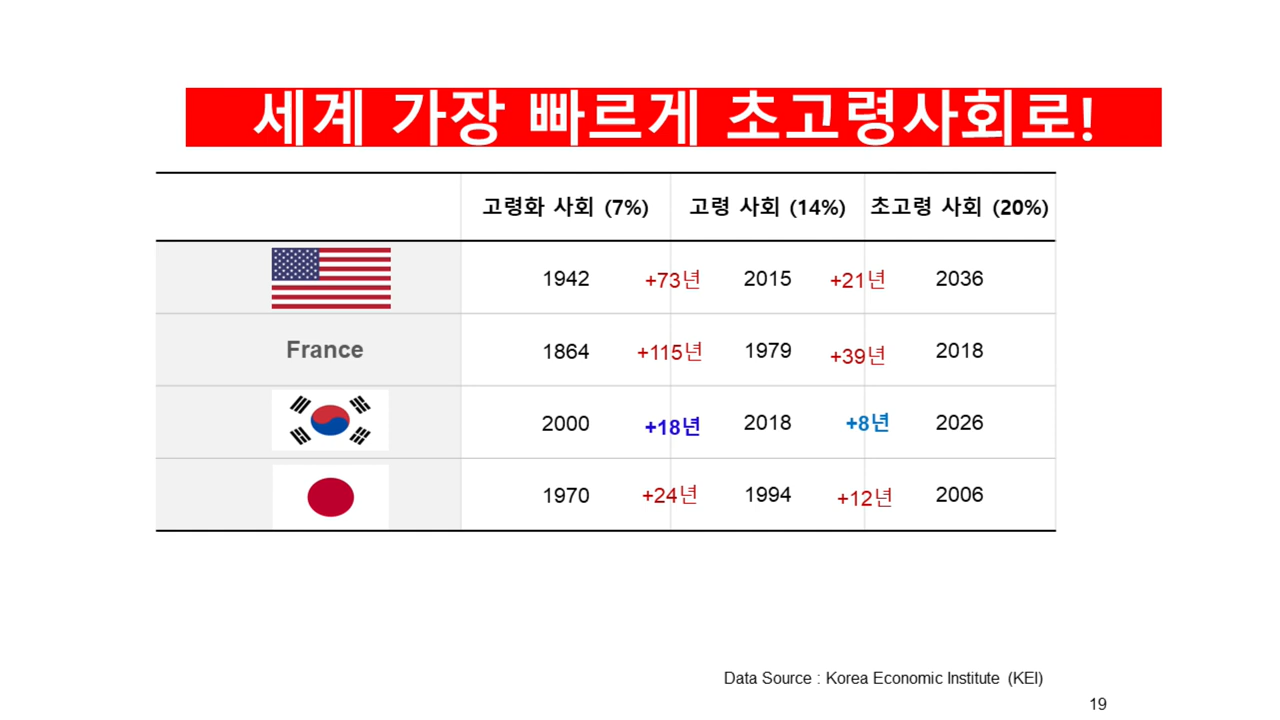 세계 가장 빠르게 초고령사회로!
고령화 사회 (7%) 고령 사회 (14%) 초고령 사회 (20%)
1942 +73년 2015 +21년 2036
France 1864 +115년 1979 +39년 2018
2000 +18년 2018 +8년 2026
1970 +24년 1994 +12년 2006
Data Source : Korea Economic Institute (KEI)
19